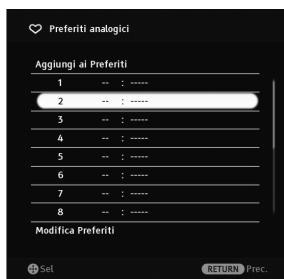 Preferiti analogici
Aggiungi ai Preferiti
1 -- : -----
2 -- : -----
3 -- : -----
4 -- : -----
5 -- : -----
6 -- : -----
7 -- : -----
8 -- : -----
Modifica Preferiti
Sel RETURN Prec.